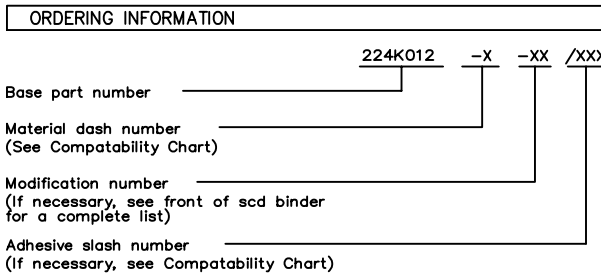 ORDERING INFORMATION
224K012 -X -XX /XXX
Base part number
Material dash number
(See Compatability Chart)
Modification number
(If necessary, see front of scd binder
for a complete list)
Adhesive slash number
(If necessary, see Compatability Chart)